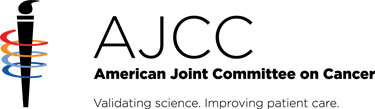 AJCC
American Joint Committee on Cancer
Validating science. Improving patient care.